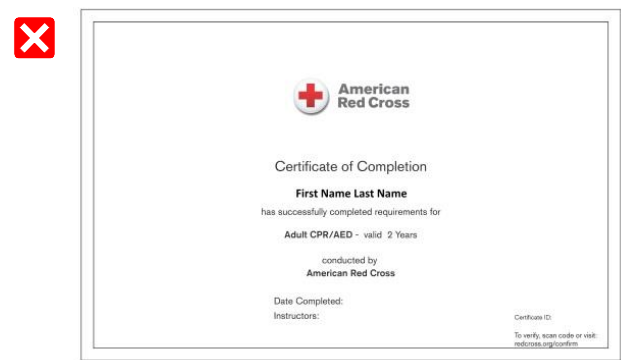 American
Red Cross
Certificate of Completion
First Name Last Name
has successfully completed requirements for
Adult CPR/AED - valid 2 Years
conducted by
American Red Cross
Date Completed:
Instructors:
Certificate ID:
To verify, scan code or visit:
redcross.org/confirm